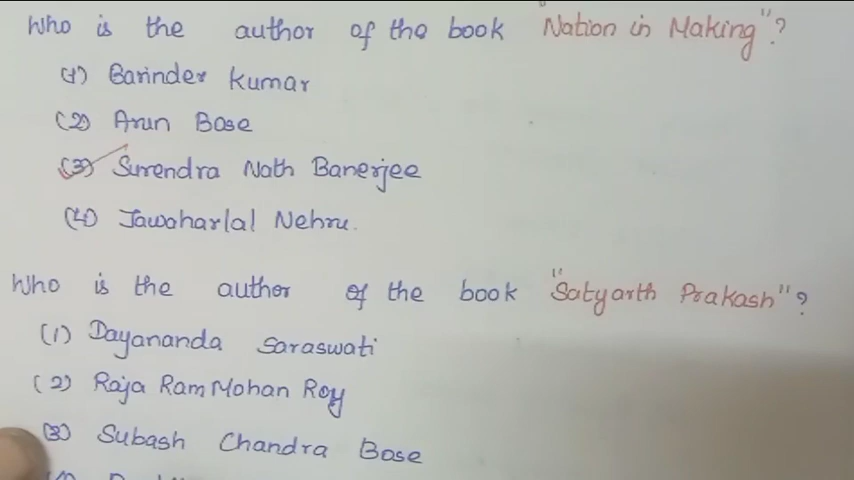 Who is the author of the book "Nation in Making"?
(1) Barinder Kumar
(2) Arun Bose
(3) Surendra Nath Banerjee
(4) Jawaharlal Nehru.
Who is the author of the book "Satyarth Prakash"?
(1) Dayananda Saraswati
(2) Raja Ram Mohan Roy
(3) Subash Chandra Bose